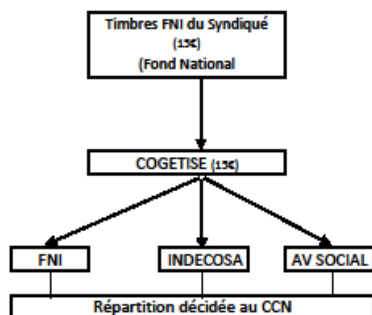 Timbres FNI du Syndiqué
(15€)
(Fond National
COGETISE (15€)
FNI
INDECOSA
AV SOCIAL
Répartition décidée au CCN